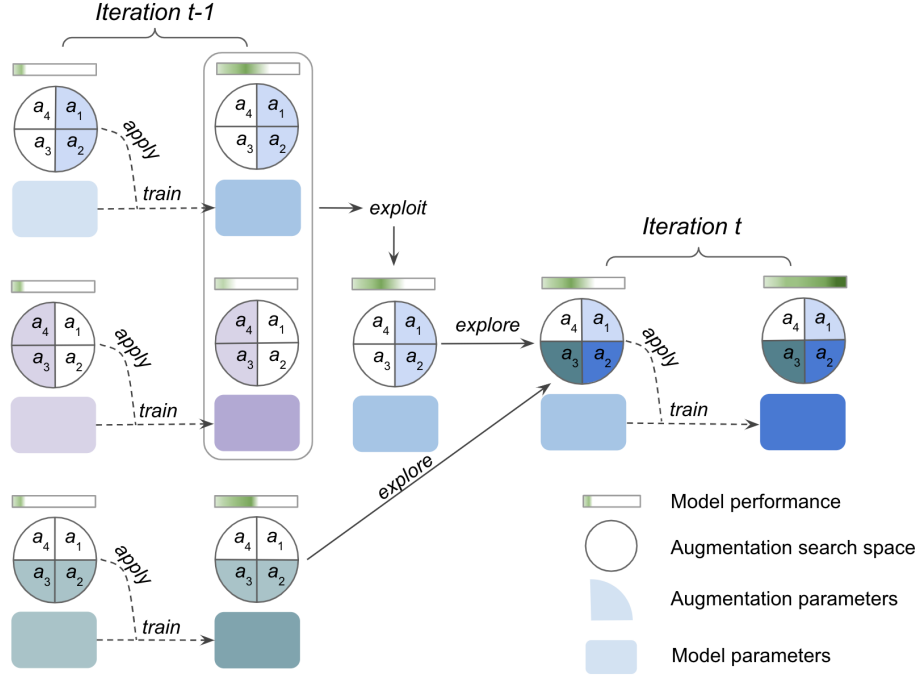 Iteration t-1
a4 a1
a3 a2
apply
train
a4 a1
a3 a2
exploit
Iteration t
a4 a1
a3 a2
apply
train
a4 a1
a3 a2
a4 a1
a3 a2
explore
a4 a1
a3 a2
apply
train
a4 a1
a3 a2
explore
a4 a1
a3 a2
apply
train
a4 a1
a3 a2
Model performance
Augmentation search space
Augmentation parameters
Model parameters